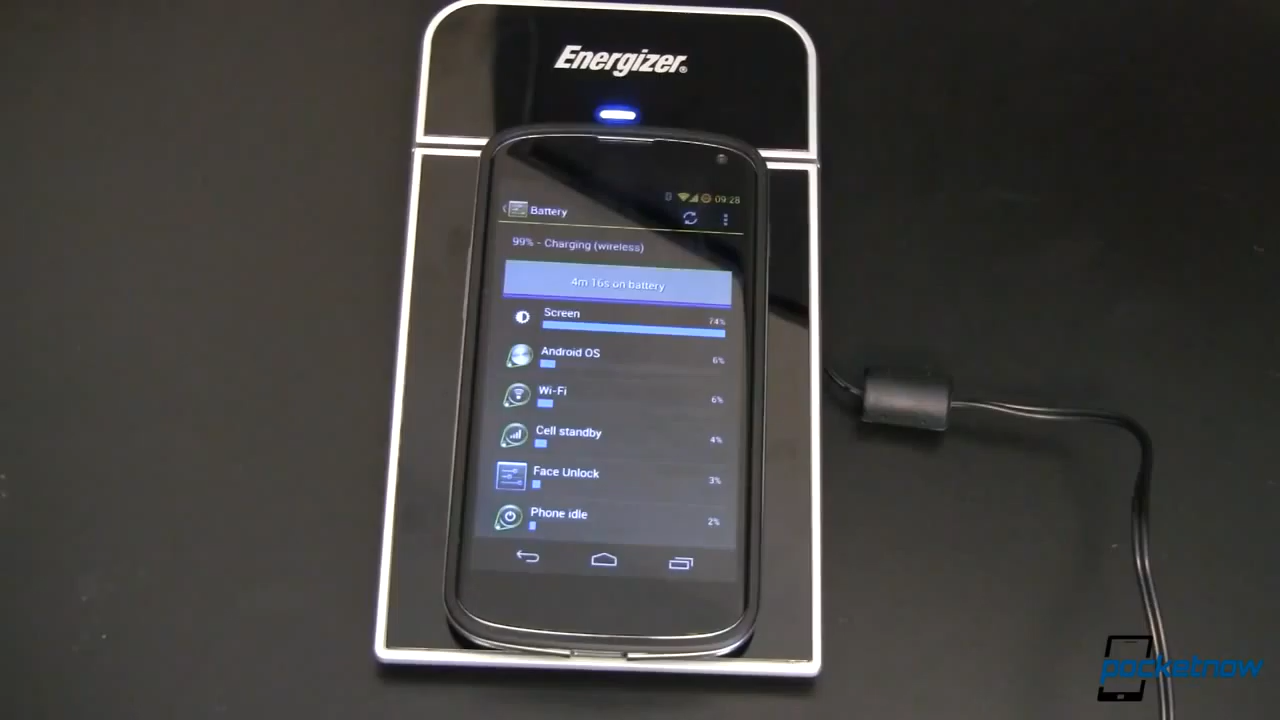 Energizer®
09:28
Battery
99% - Charging (wireless)
4m 16s on battery
Screen
74%
Android OS
6%
Wi-Fi
6%
Cell standby
4%
Face Unlock
3%
Phone idle
2%
pocketnow